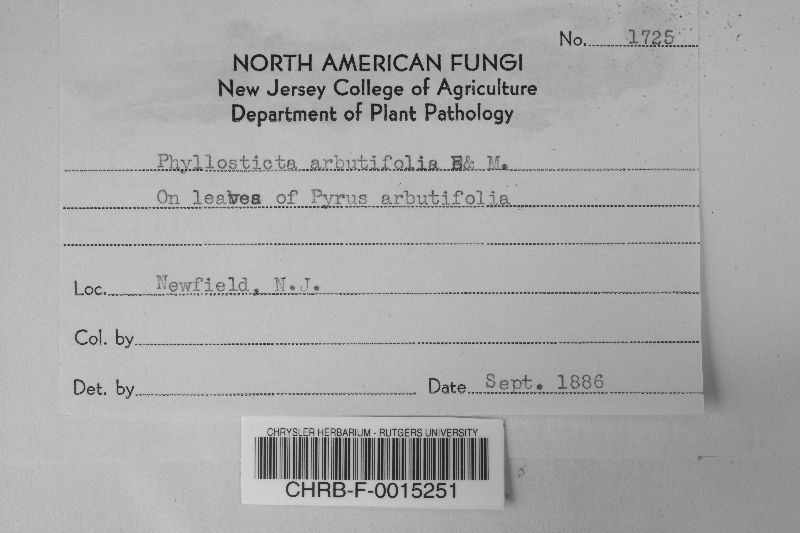 No. 1725
NORTH AMERICAN FUNGI
New Jersey College of Agriculture
Department of Plant Pathology
Phyllosticta arbutifolia E& M.
On leaves of Pyrus arbutifolia
Loc. Newfield, N.J.
Col. by
Det. by Date Sept. 1886
CHRYSLER HERBARIUM - RUTGERS UNIVERSITY
CHRB-F-0015251